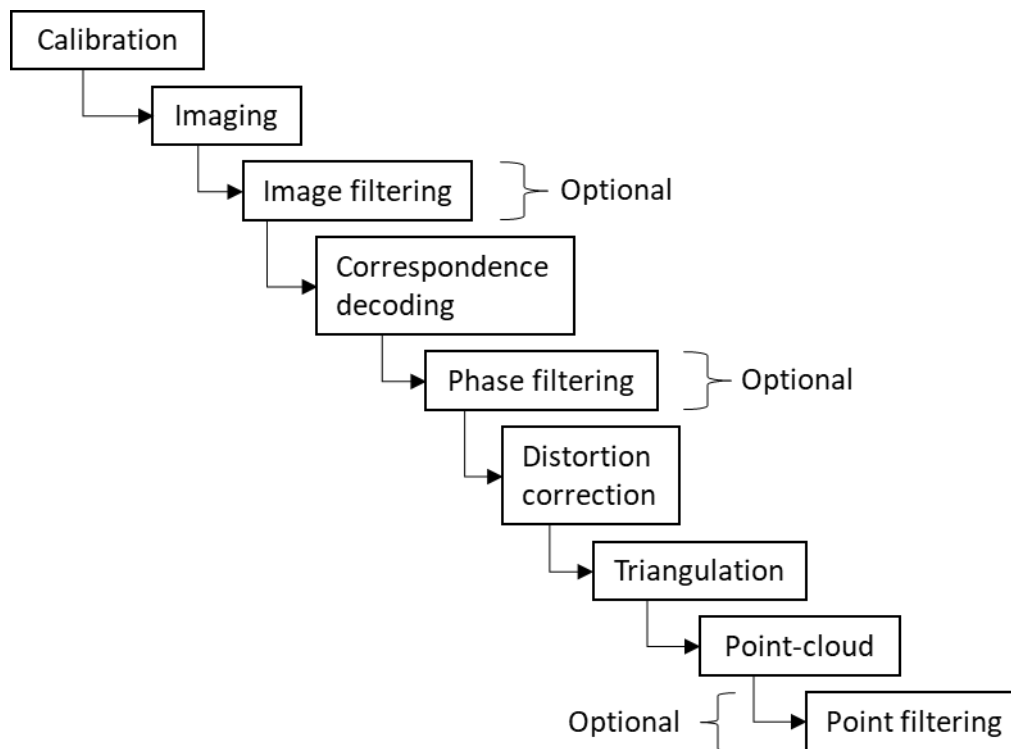 Calibration
Imaging
Image filtering
Optional
Correspondence
decoding
Phase filtering
Optional
Distortion
correction
Triangulation
Point-cloud
Optional
Point filtering